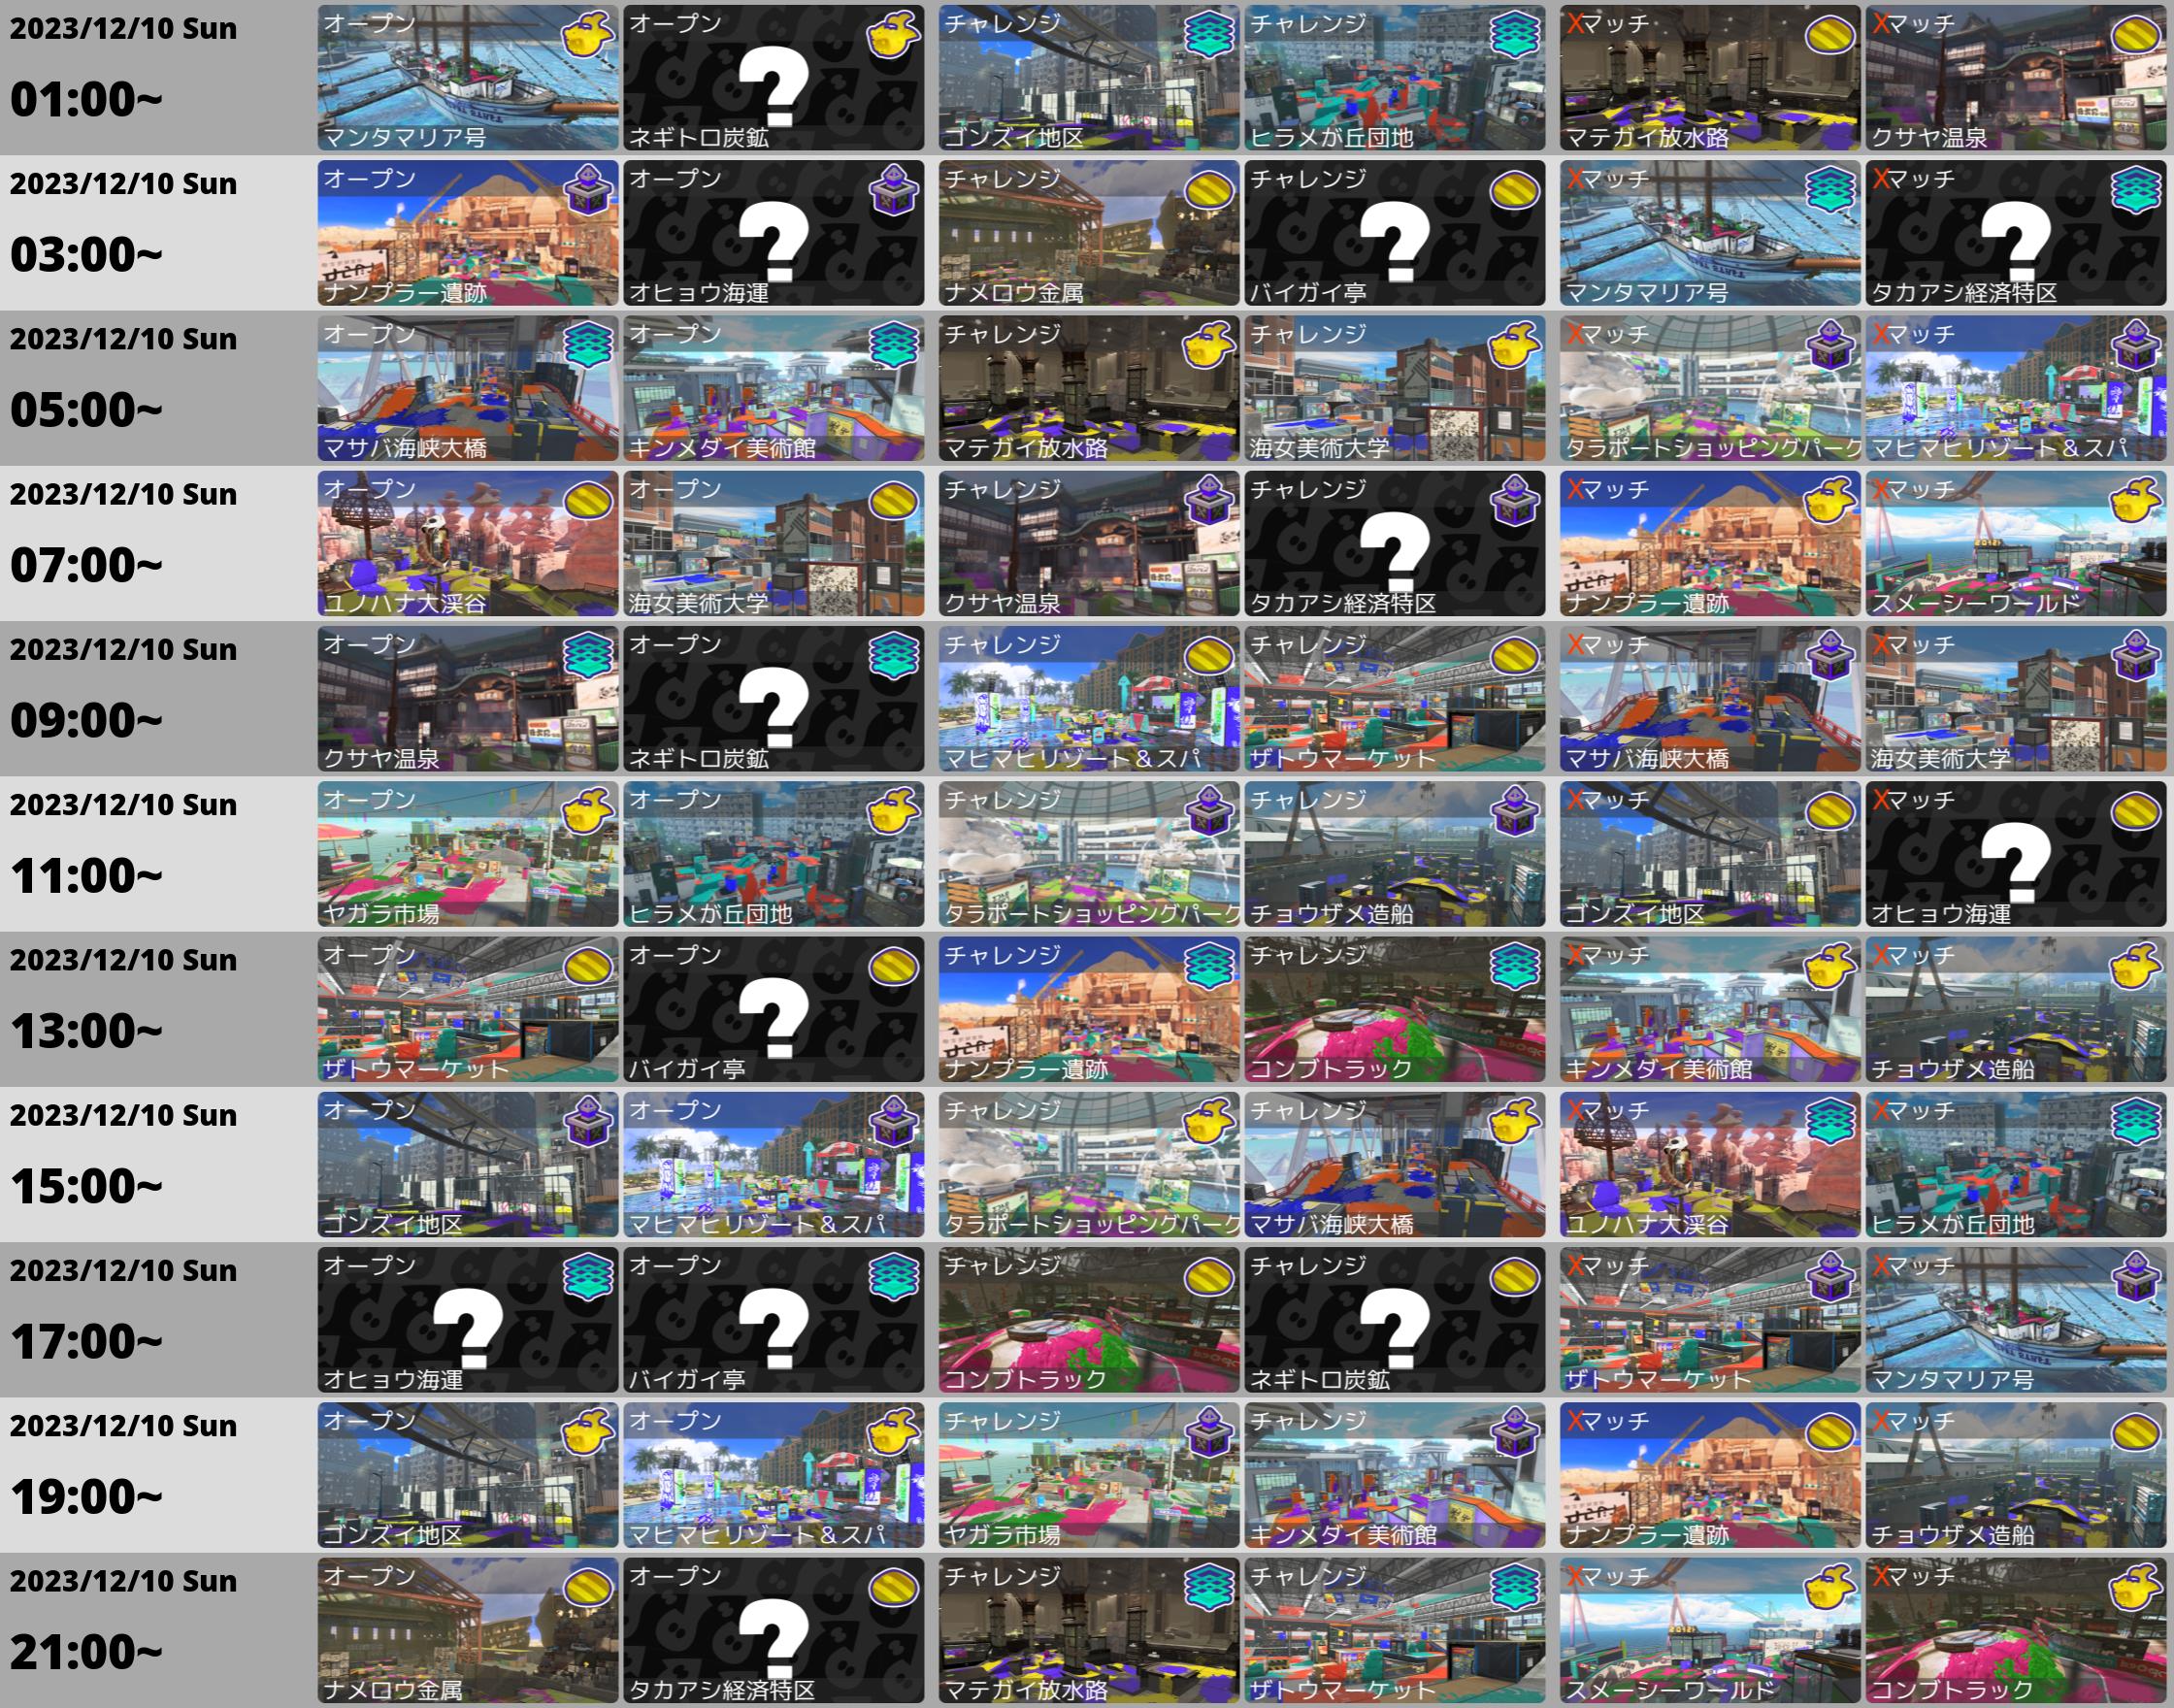 2023/12/10 Sun
01:00~
オープン オープン チャレンジ チャレンジ Xマッチ Xマッチ
マンタマリア号 ネギトロ炭鉱 ゴンズイ地区 ヒラメが丘団地 マテガイ放水路 クサヤ温泉
2023/12/10 Sun
03:00~
オープン オープン チャレンジ チャレンジ Xマッチ Xマッチ
ナンプラー遺跡 オヒョウ海運 ナメロウ金属 バイガイ亭 マンタマリア号 タカアシ経済特区
2023/12/10 Sun
05:00~
オープン オープン チャレンジ チャレンジ Xマッチ Xマッチ
マサバ海峡大橋 キンメダイ美術館 マテガイ放水路 海女美術大学 タラポートショッピングパーク マヒマヒリゾート&スパ
2023/12/10 Sun
07:00~
オープン オープン チャレンジ チャレンジ Xマッチ Xマッチ
ユノハナ大渓谷 海女美術大学 クサヤ温泉 タカアシ経済特区 ナンプラー遺跡 スメーシーワールド
2023/12/10 Sun
09:00~
オープン オープン チャレンジ チャレンジ Xマッチ Xマッチ
クサヤ温泉 ネギトロ炭鉱 マヒマヒリゾート&スパ ザトウマーケット マサバ海峡大橋 海女美術大学
2023/12/10 Sun
11:00~
オープン オープン チャレンジ チャレンジ Xマッチ Xマッチ
ヤガラ市場 ヒラメが丘団地 タラポートショッピングパーク チョウザメ造船 ゴンズイ地区 オヒョウ海運
2023/12/10 Sun
13:00~
オープン オープン チャレンジ チャレンジ Xマッチ Xマッチ
ザトウマーケット バイガイ亭 ナンプラー遺跡 コンブトラック キンメダイ美術館 チョウザメ造船
2023/12/10 Sun
15:00~
オープン オープン チャレンジ チャレンジ Xマッチ Xマッチ
ゴンズイ地区 マヒマヒリゾート&スパ タラポートショッピングパーク マサバ海峡大橋 ユノハナ大渓谷 ヒラメが丘団地
2023/12/10 Sun
17:00~
オープン オープン チャレンジ チャレンジ Xマッチ Xマッチ
オヒョウ海運 バイガイ亭 コンブトラック ネギトロ炭鉱 ザトウマーケット マンタマリア号
2023/12/10 Sun
19:00~
オープン オープン チャレンジ チャレンジ Xマッチ Xマッチ
ゴンズイ地区 マヒマヒリゾート&スパ ヤガラ市場 キンメダイ美術館 ナンプラー遺跡 チョウザメ造船
2023/12/10 Sun
21:00~
オープン オープン チャレンジ チャレンジ Xマッチ Xマッチ
ナメロウ金属 タカアシ経済特区 マテガイ放水路 ザトウマーケット スメーシーワールド コンブトラック